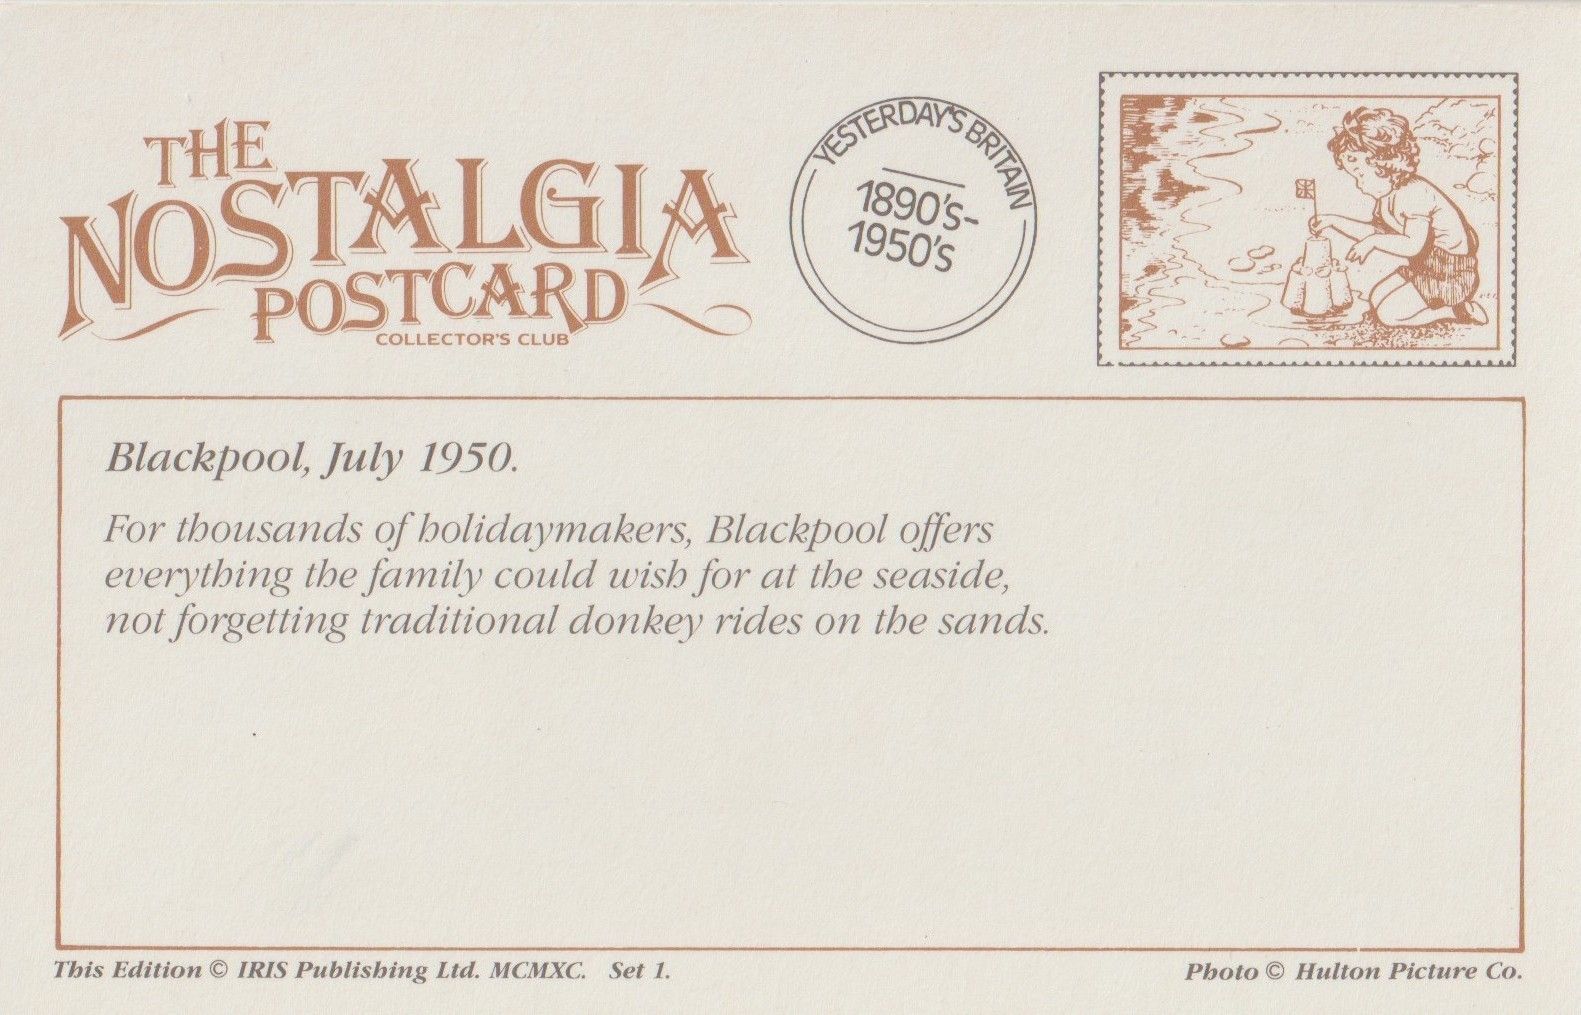 THE
NOSTALGIA
POSTCARD
COLLECTOR'S CLUB
YESTERDAY'S BRITAIN
1890's-
1950's
Blackpool, July 1950.
For thousands of holidaymakers, Blackpool offers
everything the family could wish for at the seaside,
not forgetting traditional donkey rides on the sands.
This Edition © IRIS Publishing Ltd. MCMXC. Set 1.
Photo © Hulton Picture Co.